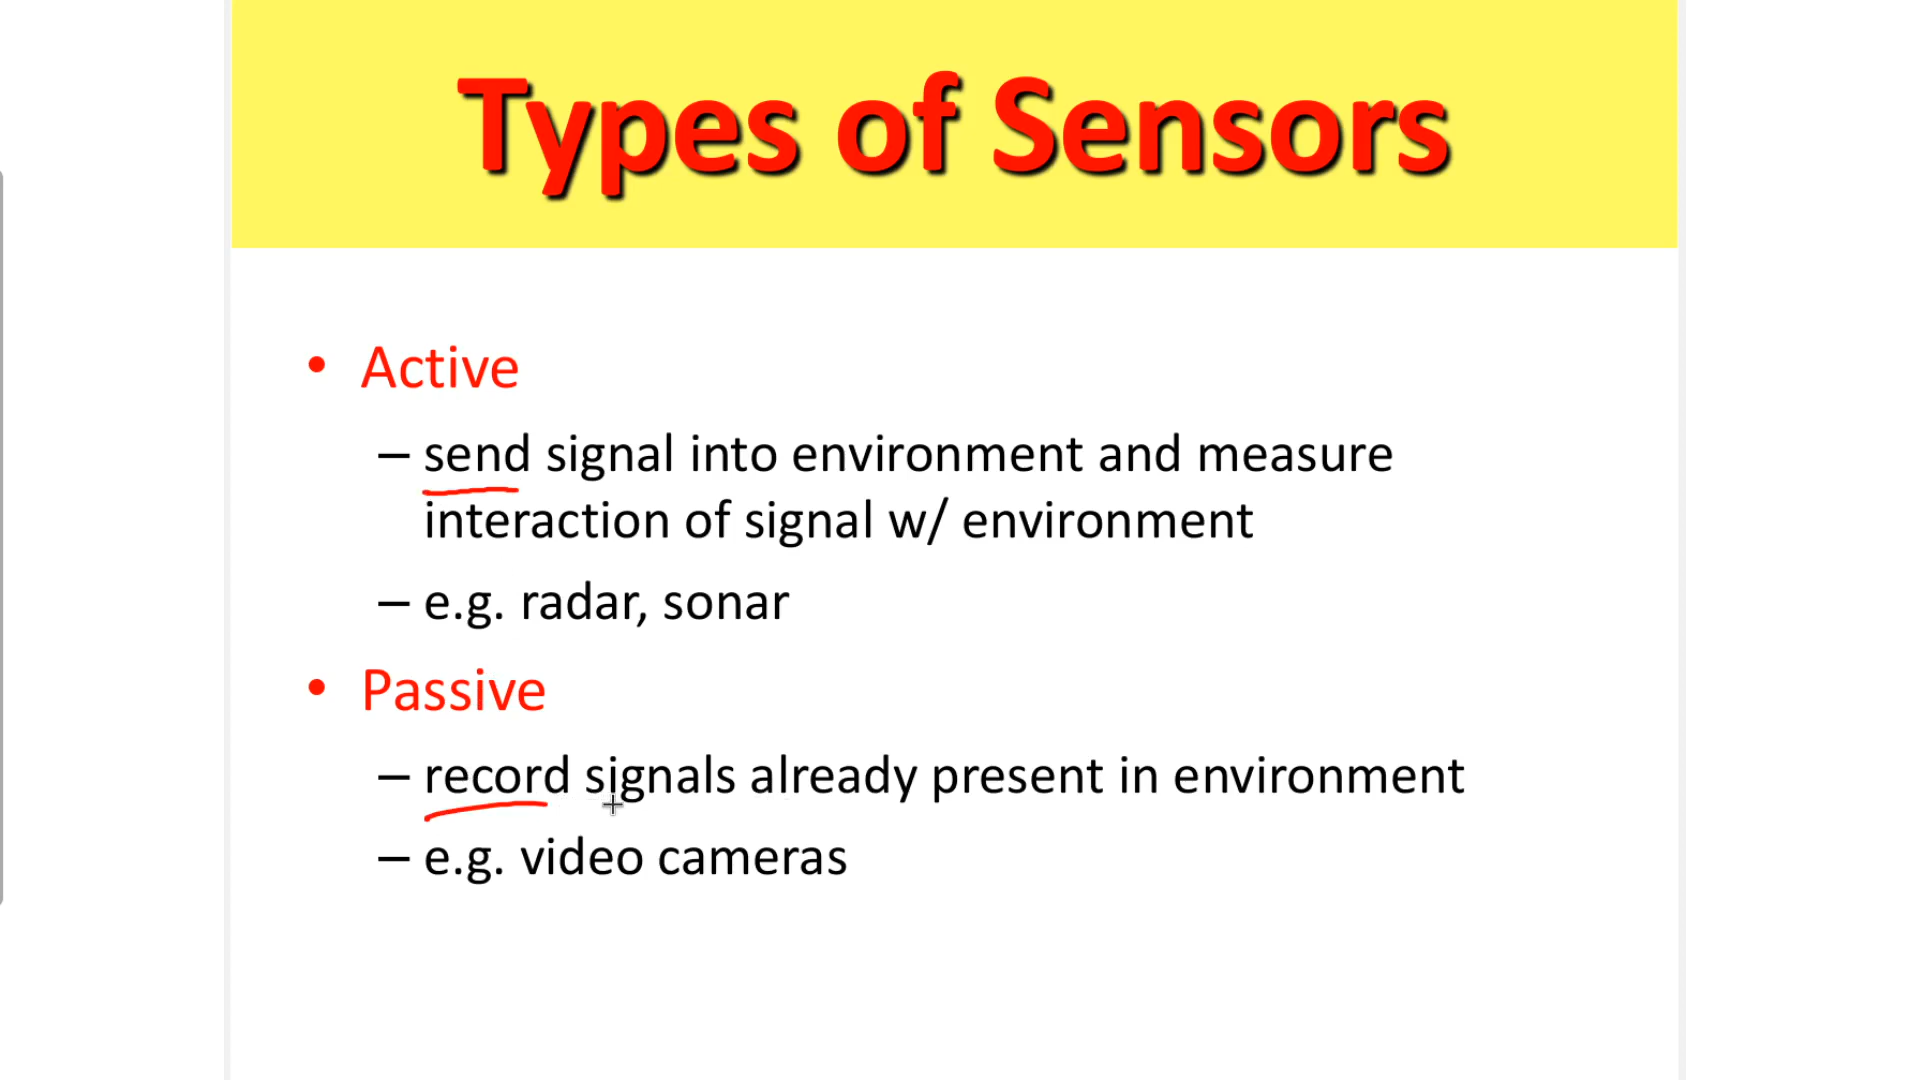 Types of Sensors
• Active
– send signal into environment and measure
interaction of signal w/ environment
– e.g. radar, sonar
• Passive
– record signals already present in environment
– e.g. video cameras